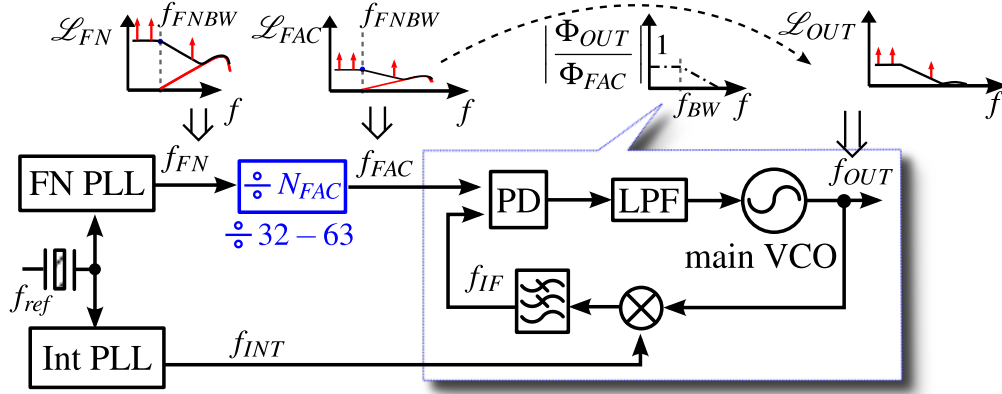 ℒ_FN f_FNBW ℒ_FAC f_FNBW |Φ_OUT/Φ_FAC| 1 ℒ_OUT
f f f_BW f f
FN PLL f_FN ÷ N_FAC f_FAC PD LPF f_OUT
÷ 32 − 63 main VCO
f_ref f_IF
Int PLL f_INT